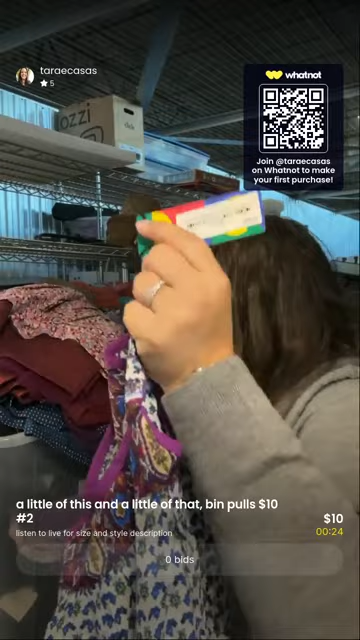 taraecasas
★ 5
whatnot
Join @taraecasas
on Whatnot to make
your first purchase!
ozzi
a little of this and a little of that, bin pulls $10
#2
$10
listen to live for size and style description
00:24
0 bids